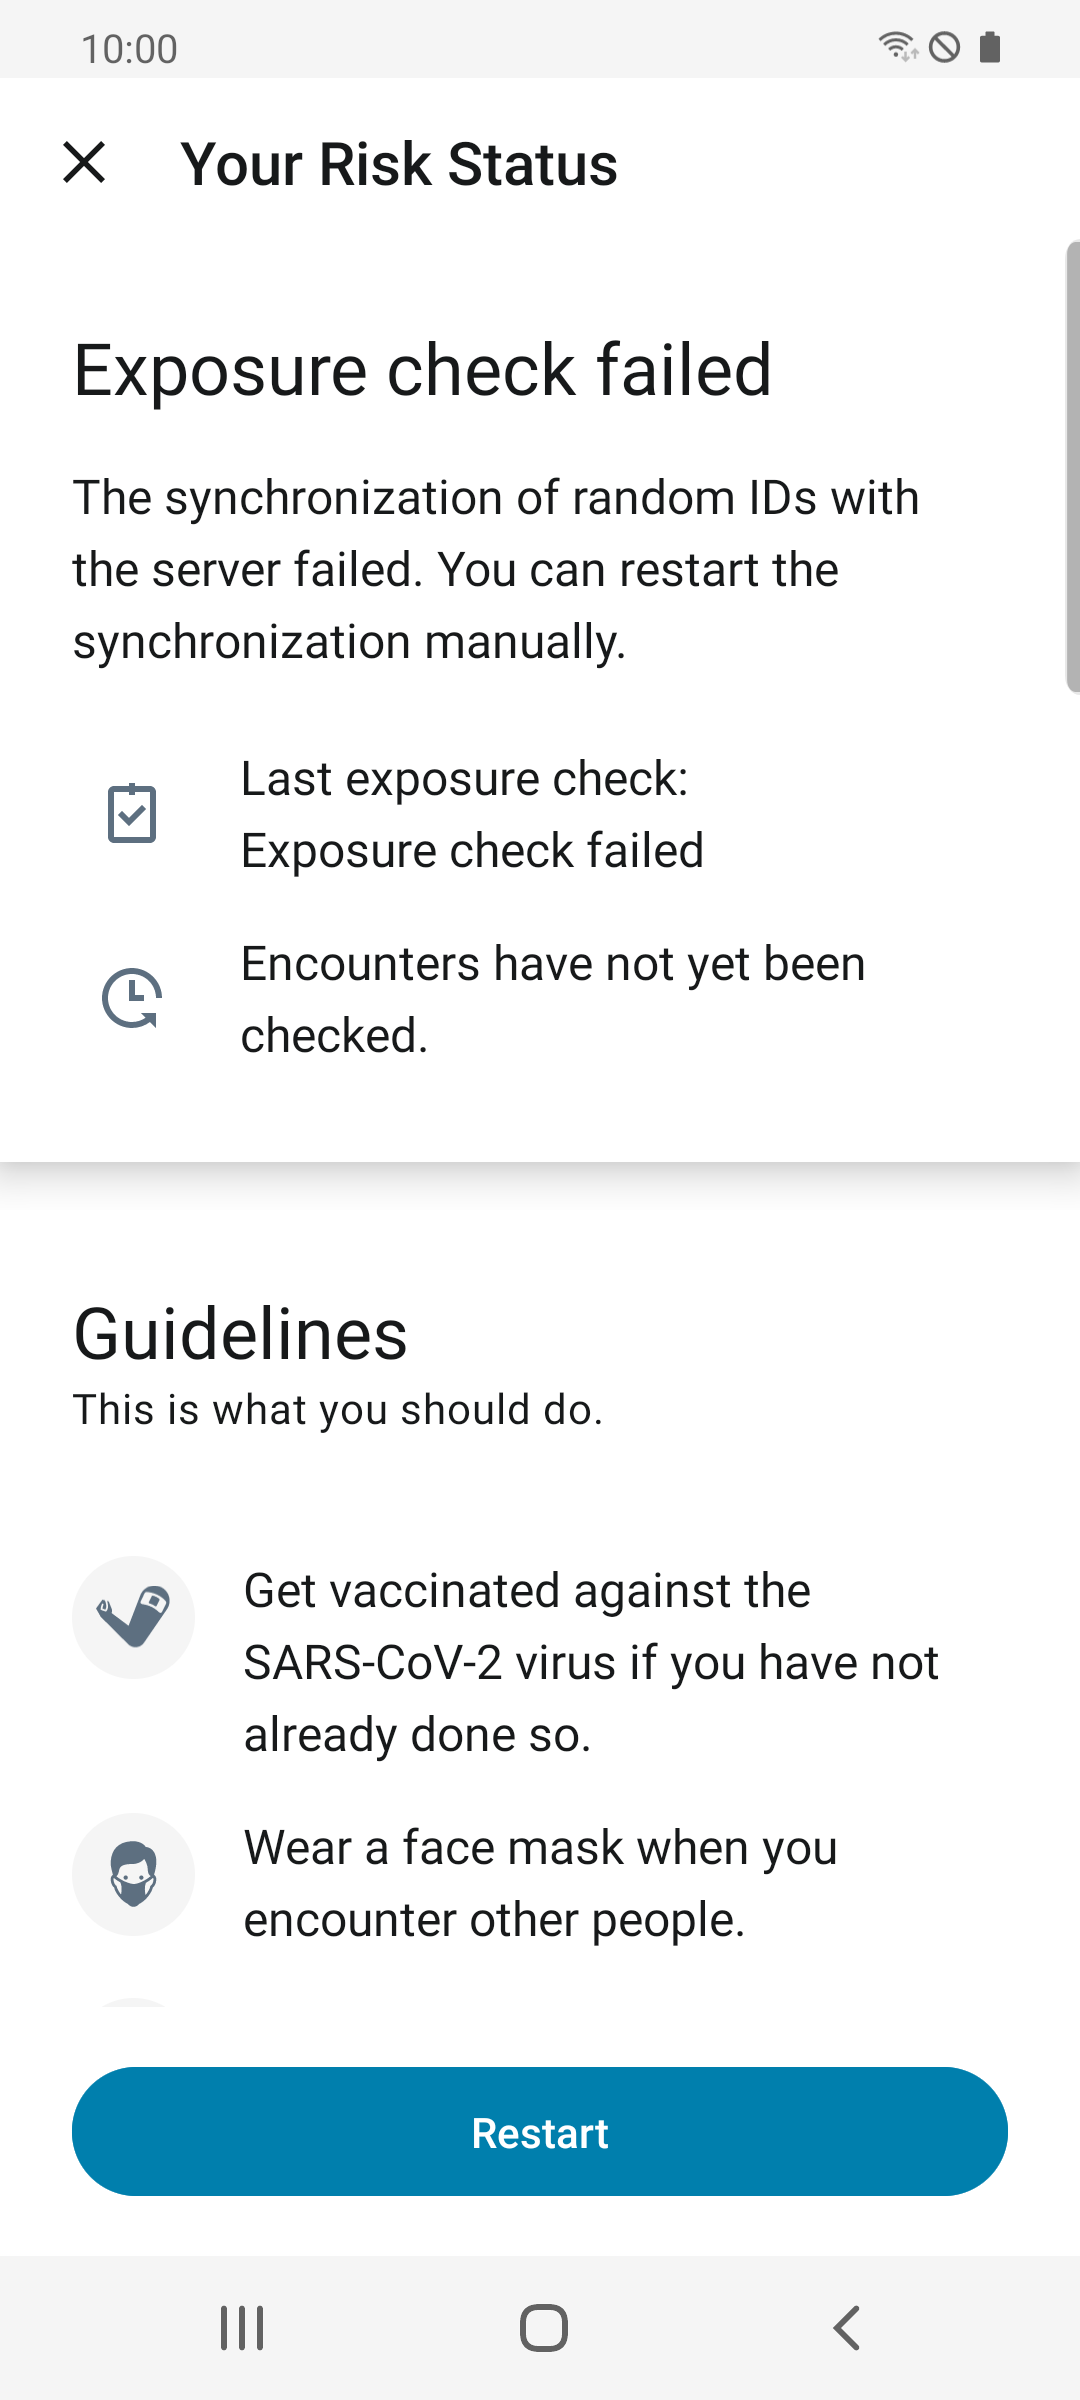 10:00
Your Risk Status
Exposure check failed
The synchronization of random IDs with
the server failed. You can restart the
synchronization manually.
Last exposure check:
Exposure check failed
Encounters have not yet been
checked.
Guidelines
This is what you should do.
Get vaccinated against the
SARS-CoV-2 virus if you have not
already done so.
Wear a face mask when you
encounter other people.
Restart